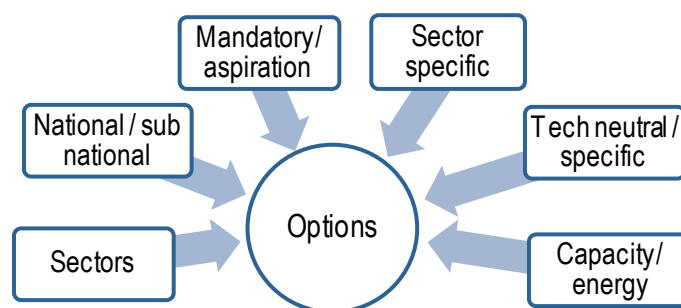 Mandatory/
aspiration
Sector
specific
National / sub
national
Tech neutral /
specific
Sectors
Options
Capacity/
energy